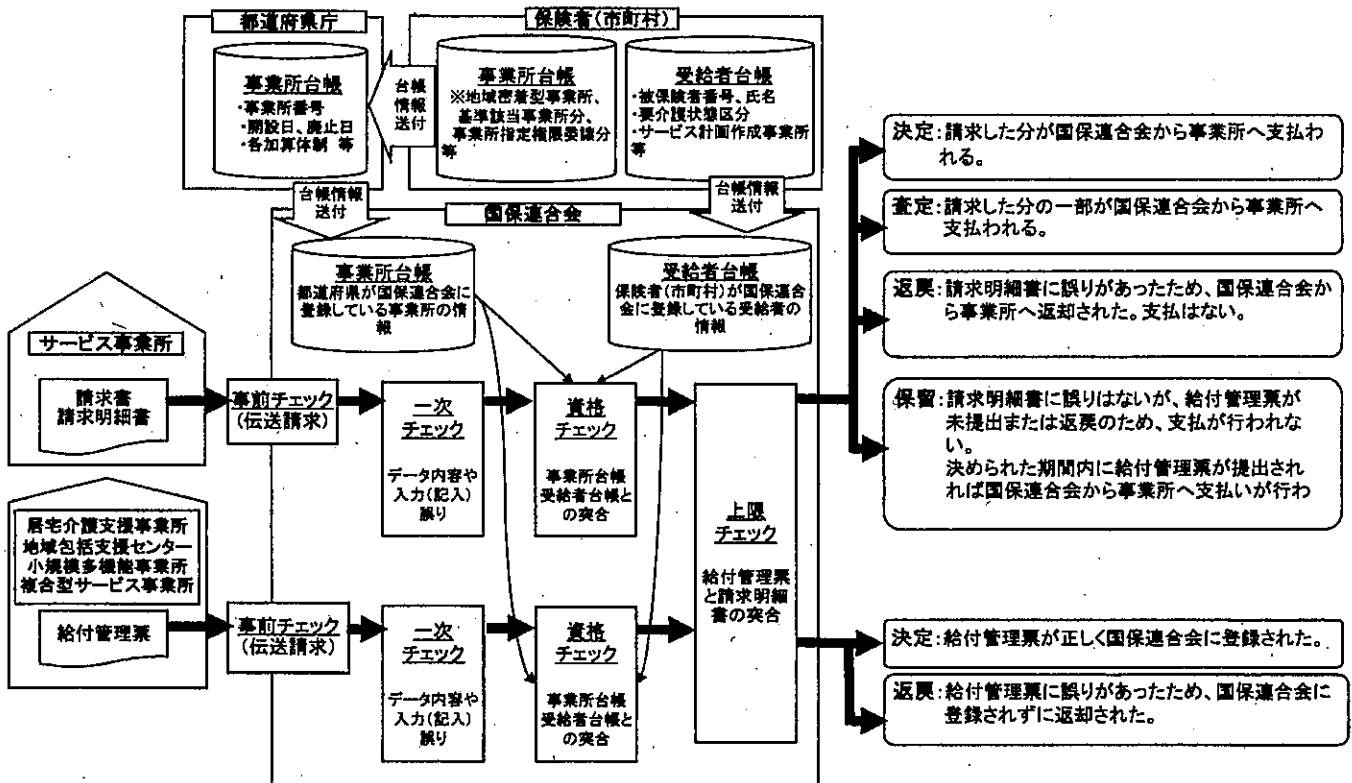 都道府県庁
保険者(市町村)
事業所台帳
・事業所番号
・開設日、廃止日
・各加算体制 等
台帳
情報
送付
事業所台帳
※地域密着型事業所、
基準該当事業所分、
事業所指定権限委譲分
等
受給者台帳
・被保険者番号、氏名
・要介護状態区分
・サービス計画作成事業所
等
台帳情報
送付
国保連合会
台帳情報
送付
事業所台帳
都道府県が国保連合会に
登録している事業所の情
報
受給者台帳
保険者(市町村)が国保連合
会に登録している受給者の
情報
サービス事業所
請求書
請求明細書
事前チェック
(伝送請求)
一次
チェック
データ内容や
入力(記入)
誤り
資格
チェック
事業所台帳
受給者台帳と
の突合
上限
チェック
給付管理票
と請求明細
書の突合
居宅介護支援事業所
地域包括支援センター
小規模多機能事業所
複合型サービス事業所
給付管理票
事前チェック
(伝送請求)
一次
チェック
データ内容や
入力(記入)
誤り
資格
チェック
事業所台帳
受給者台帳と
の突合
決定:請求した分が国保連合会から事業所へ支払わ
れる。
査定:請求した分の一部が国保連合会から事業所へ
支払われる。
返戻:請求明細書に誤りがあったため、国保連合会か
ら事業所へ返却された。支払はない。
保留:請求明細書に誤りはないが、給付管理票が
未提出または返戻のため、支払が行われな
い。
決められた期間内に給付管理票が提出され
れば国保連合会から事業所へ支払いが行わ
決定:給付管理票が正しく国保連合会に登録された。
返戻:給付管理票に誤りがあったため、国保連合会に
登録されずに返却された。